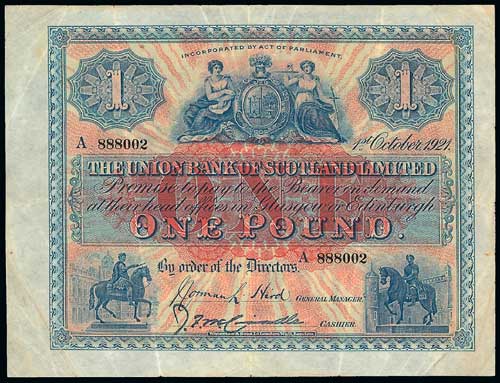 INCORPORATED BY ACT OF PARLIAMENT.
1 1
A 888002
1st October 1921.
THE UNION BANK OF SCOTLAND LIMITED
Promise to pay to the Bearer on demand
at their head offices in Glasgow or Edinburgh
ONE POUND.
A 888002
By order of the Directors.
Norman L Hird GENERAL MANAGER.
CASHIER.